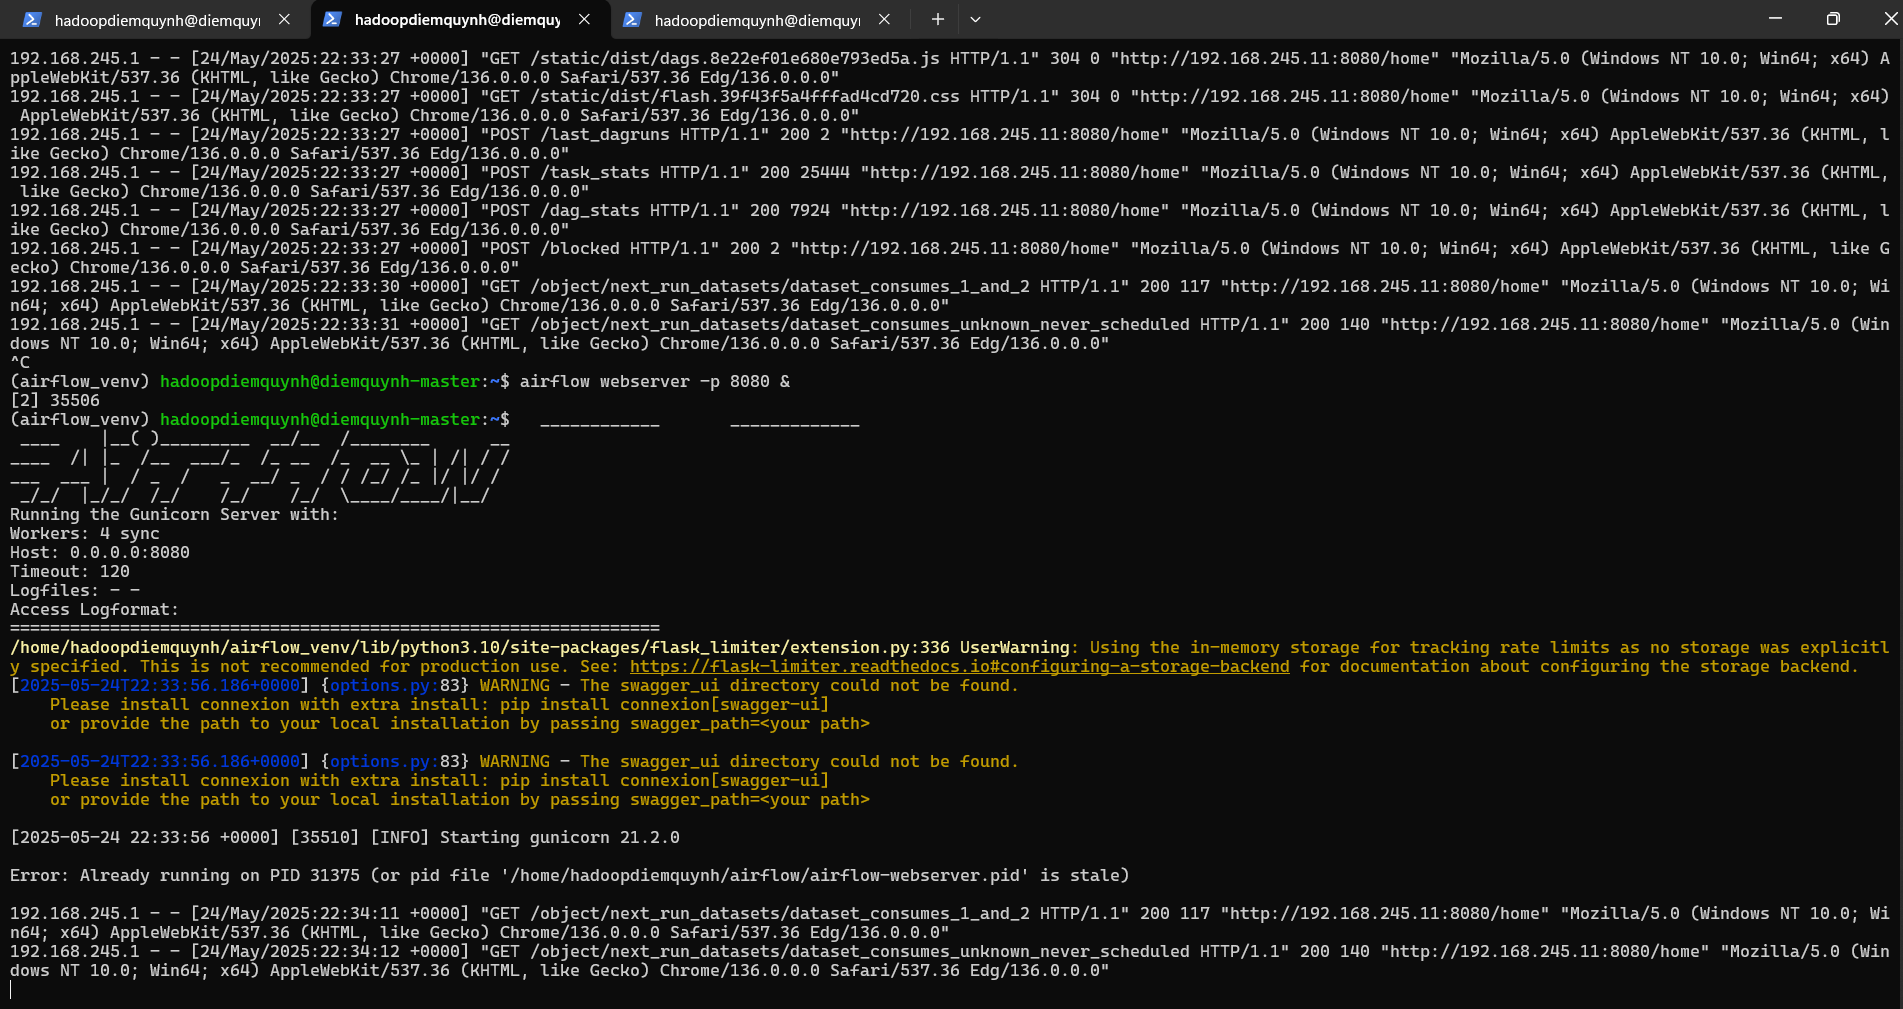 hadoopdiemquynh@diemquyr
hadoopdiemquynh@diemquy
hadoopdiemquynh@diemquyr
192.168.245.1 - - [24/May/2025:22:33:27 +0000] "GET /static/dist/dags.8e22ef01e680e793ed5a.js HTTP/1.1" 304 0 "http://192.168.245.11:8080/home" "Mozilla/5.0 (Windows NT 10.0; Win64; x64) A
ppleWebKit/537.36 (KHTML, like Gecko) Chrome/136.0.0.0 Safari/537.36 Edg/136.0.0.0"
192.168.245.1 - - [24/May/2025:22:33:27 +0000] "GET /static/dist/flash.39f43f5a4fffad4cd720.css HTTP/1.1" 304 0 "http://192.168.245.11:8080/home" "Mozilla/5.0 (Windows NT 10.0; Win64; x64)
 AppleWebKit/537.36 (KHTML, like Gecko) Chrome/136.0.0.0 Safari/537.36 Edg/136.0.0.0"
192.168.245.1 - - [24/May/2025:22:33:27 +0000] "POST /last_dagruns HTTP/1.1" 200 2 "http://192.168.245.11:8080/home" "Mozilla/5.0 (Windows NT 10.0; Win64; x64) AppleWebKit/537.36 (KHTML, l
ike Gecko) Chrome/136.0.0.0 Safari/537.36 Edg/136.0.0.0"
192.168.245.1 - - [24/May/2025:22:33:27 +0000] "POST /task_stats HTTP/1.1" 200 25444 "http://192.168.245.11:8080/home" "Mozilla/5.0 (Windows NT 10.0; Win64; x64) AppleWebKit/537.36 (KHTML,
 like Gecko) Chrome/136.0.0.0 Safari/537.36 Edg/136.0.0.0"
192.168.245.1 - - [24/May/2025:22:33:27 +0000] "POST /dag_stats HTTP/1.1" 200 7924 "http://192.168.245.11:8080/home" "Mozilla/5.0 (Windows NT 10.0; Win64; x64) AppleWebKit/537.36 (KHTML, l
ike Gecko) Chrome/136.0.0.0 Safari/537.36 Edg/136.0.0.0"
192.168.245.1 - - [24/May/2025:22:33:27 +0000] "POST /blocked HTTP/1.1" 200 2 "http://192.168.245.11:8080/home" "Mozilla/5.0 (Windows NT 10.0; Win64; x64) AppleWebKit/537.36 (KHTML, like G
ecko) Chrome/136.0.0.0 Safari/537.36 Edg/136.0.0.0"
192.168.245.1 - - [24/May/2025:22:33:30 +0000] "GET /object/next_run_datasets/dataset_consumes_1_and_2 HTTP/1.1" 200 117 "http://192.168.245.11:8080/home" "Mozilla/5.0 (Windows NT 10.0; Wi
n64; x64) AppleWebKit/537.36 (KHTML, like Gecko) Chrome/136.0.0.0 Safari/537.36 Edg/136.0.0.0"
192.168.245.1 - - [24/May/2025:22:33:31 +0000] "GET /object/next_run_datasets/dataset_consumes_unknown_never_scheduled HTTP/1.1" 200 140 "http://192.168.245.11:8080/home" "Mozilla/5.0 (Win
dows NT 10.0; Win64; x64) AppleWebKit/537.36 (KHTML, like Gecko) Chrome/136.0.0.0 Safari/537.36 Edg/136.0.0.0"
^C
(airflow_venv) hadoopdiemquynh@diemquynh-master:~$ airflow webserver -p 8080 &
[2] 35506
(airflow_venv) hadoopdiemquynh@diemquynh-master:~$   ____________       _____________
 ____    |__( )_________  __/__  /________      __
____  /| |_  /__  ___/_  /_ __  /_  __ \_ | /| / /
___  ___ |  / _  /   _  __/ _  / / /_/ /_ |/ |/ /
 _/_/  |_/_/  /_/    /_/    /_/  \____/____/|__/
Running the Gunicorn Server with:
Workers: 4 sync
Host: 0.0.0.0:8080
Timeout: 120
Logfiles: - -
Access Logformat:
=================================================================
/home/hadoopdiemquynh/airflow_venv/lib/python3.10/site-packages/flask_limiter/extension.py:336 UserWarning: Using the in-memory storage for tracking rate limits as no storage was explicitl
y specified. This is not recommended for production use. See: https://flask-limiter.readthedocs.io#configuring-a-storage-backend for documentation about configuring the storage backend.
[2025-05-24T22:33:56.186+0000] {options.py:83} WARNING - The swagger_ui directory could not be found.
    Please install connexion with extra install: pip install connexion[swagger-ui]
    or provide the path to your local installation by passing swagger_path=<your path>
[2025-05-24T22:33:56.186+0000] {options.py:83} WARNING - The swagger_ui directory could not be found.
    Please install connexion with extra install: pip install connexion[swagger-ui]
    or provide the path to your local installation by passing swagger_path=<your path>
[2025-05-24 22:33:56 +0000] [35510] [INFO] Starting gunicorn 21.2.0
Error: Already running on PID 31375 (or pid file '/home/hadoopdiemquynh/airflow/airflow-webserver.pid' is stale)
192.168.245.1 - - [24/May/2025:22:34:11 +0000] "GET /object/next_run_datasets/dataset_consumes_1_and_2 HTTP/1.1" 200 117 "http://192.168.245.11:8080/home" "Mozilla/5.0 (Windows NT 10.0; Wi
n64; x64) AppleWebKit/537.36 (KHTML, like Gecko) Chrome/136.0.0.0 Safari/537.36 Edg/136.0.0.0"
192.168.245.1 - - [24/May/2025:22:34:12 +0000] "GET /object/next_run_datasets/dataset_consumes_unknown_never_scheduled HTTP/1.1" 200 140 "http://192.168.245.11:8080/home" "Mozilla/5.0 (Win
dows NT 10.0; Win64; x64) AppleWebKit/537.36 (KHTML, like Gecko) Chrome/136.0.0.0 Safari/537.36 Edg/136.0.0.0"